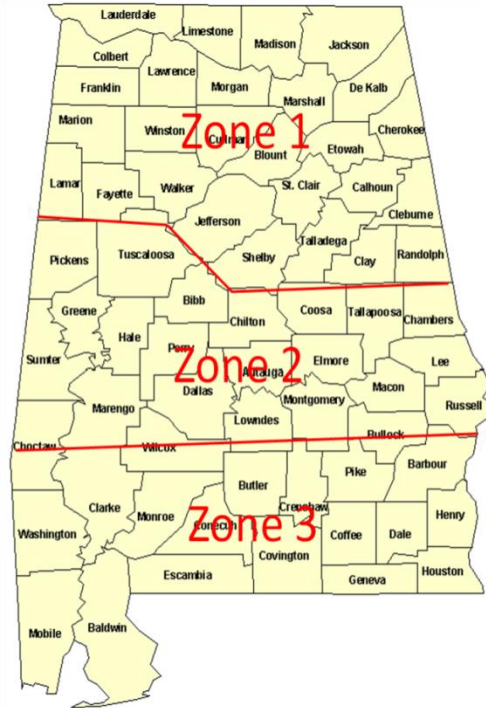 Lauderdale
Limestone
Madison
Jackson
Colbert
Lawrence
Franklin
Morgan
Marshall
De Kalb
Marion
Winston
Cullman
Zone 1
Blount
Etowah
Cherokee
Lamar
Fayette
Walker
St. Clair
Calhoun
Cleburne
Jefferson
Talladega
Shelby
Clay
Randolph
Pickens
Tuscaloosa
Bibb
Chilton
Coosa
Tallapoosa
Chambers
Greene
Hale
Perry
Zone 2
Autauga
Elmore
Lee
Sumter
Dallas
Macon
Montgomery
Russell
Marengo
Lowndes
Bullock
Choctaw
Wilcox
Barbour
Pike
Butler
Crenshaw
Clarke
Monroe
Conecuh
Zone 3
Henry
Washington
Coffee
Dale
Covington
Escambia
Geneva
Houston
Mobile
Baldwin